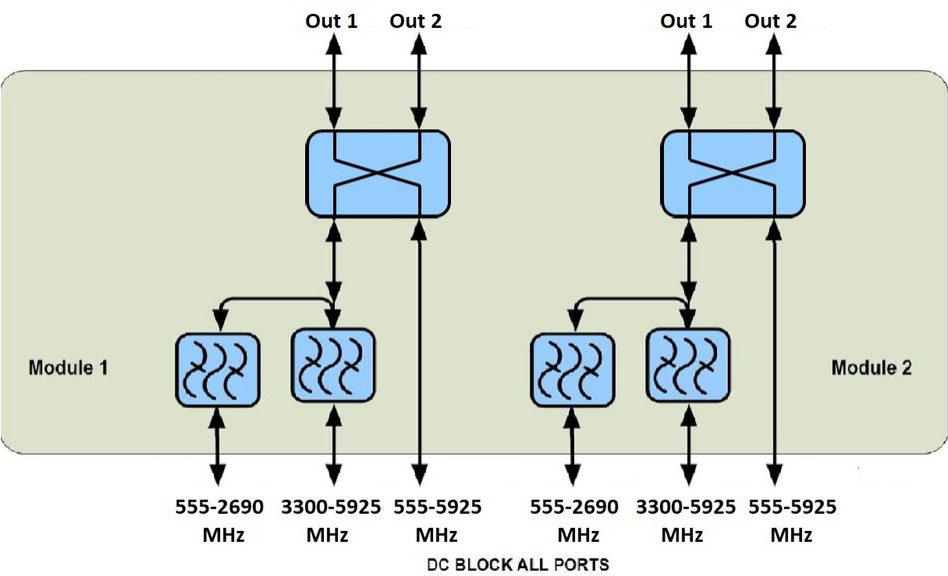 Out 1 Out 2 Out 1 Out 2
Module 1 Module 2
555-2690 3300-5925 555-5925 555-2690 3300-5925 555-5925
MHz MHz MHz MHz MHz MHz
DC BLOCK ALL PORTS